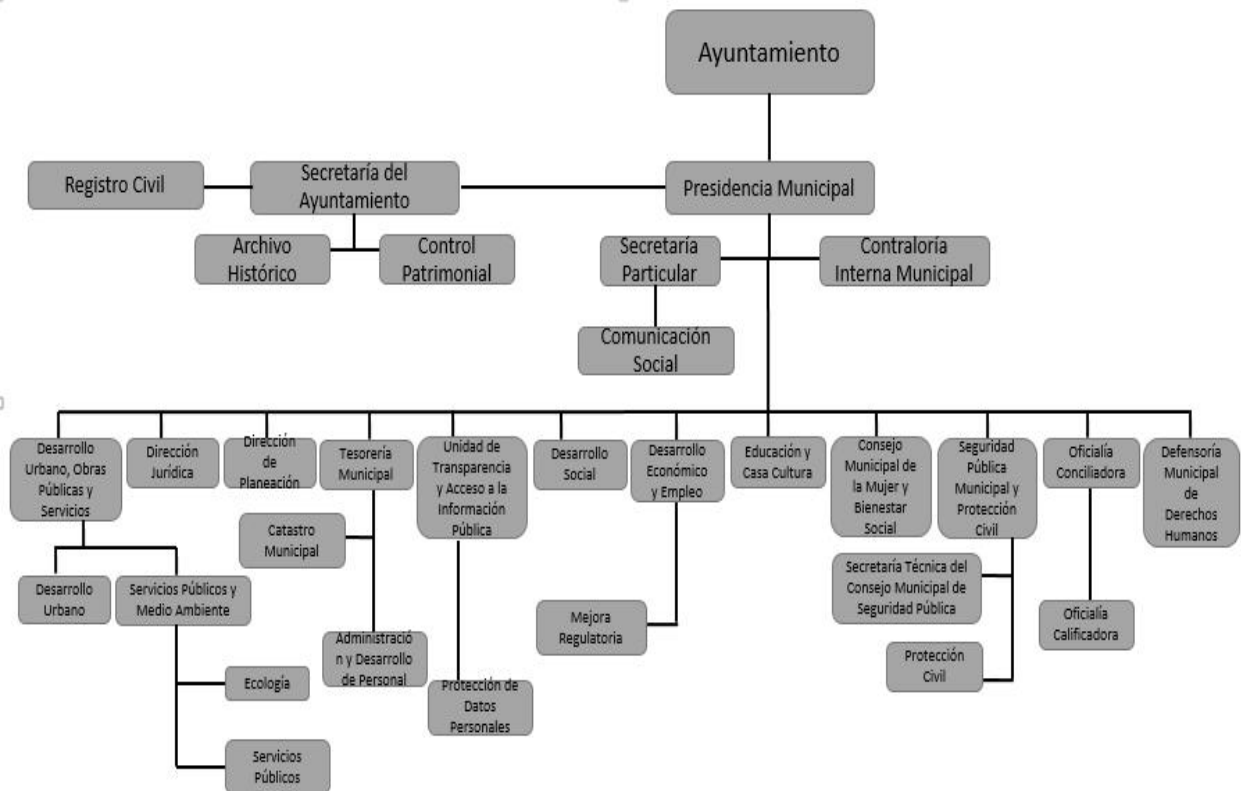 Ayuntamiento
Registro Civil
Secretaría del
Ayuntamiento
Presidencia Municipal
Archivo
Histórico
Control
Patrimonial
Secretaría
Particular
Contraloría
Interna Municipal
Comunicación
Social
Desarrollo
Urbano, Obras
Públicas y
Servicios
Dirección
Jurídica
Dirección
de
Planeación
Tesorería
Municipal
Unidad de
Transparencia
y Acceso a la
Información
Pública
Desarrollo
Social
Desarrollo
Económico
y Empleo
Educación y
Casa Cultura
Consejo
Municipal de
la Mujer y
Bienestar
Social
Seguridad
Pública
Municipal y
Protección
Civil
Oficialía
Conciliadora
Defensoría
Municipal
de
Derechos
Humanos
Catastro
Municipal
Desarrollo
Urbano
Servicios Públicos y
Medio Ambiente
Secretaría Técnica del
Consejo Municipal de
Seguridad Pública
Mejora
Regulatoria
Oficialía
Calificadora
Administració
n y Desarrollo
de Personal
Protección
Civil
Ecología
Protección de
Datos
Personales
Servicios
Públicos